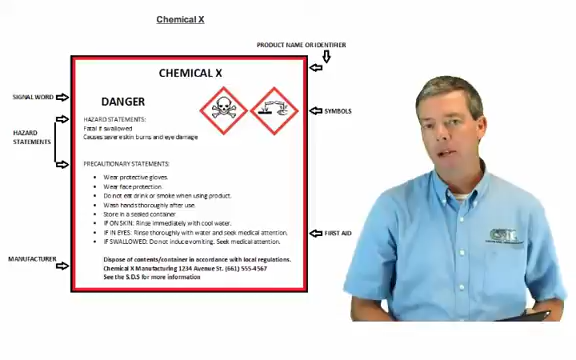 Chemical X
PRODUCT NAME OR IDENTIFIER
CHEMICAL X
SIGNAL WORD
DANGER
SYMBOLS
HAZARD STATEMENTS:
Fatal if swallowed
Causes severe skin burns and eye damage
HAZARD
STATEMENTS
PRECAUTIONARY STATEMENTS:
• Wear protective gloves.
• Wear face protection.
• Do not eat drink or smoke when using product.
• Wash hands thoroughly after use.
• Store in a sealed container
• IF ON SKIN: Rinse immediately with cool water.
• IF IN EYES: Rinse thoroughly with water and seek medical attention.
• IF SWALLOWED: Do not induce vomiting. Seek medical attention.
FIRST AID
MANUFACTURER
Dispose of contents/container in accordance with local regulations.
Chemical X Manufacturing 1234 Avenue St. (661) 555-4567
See the S.D.S for more information